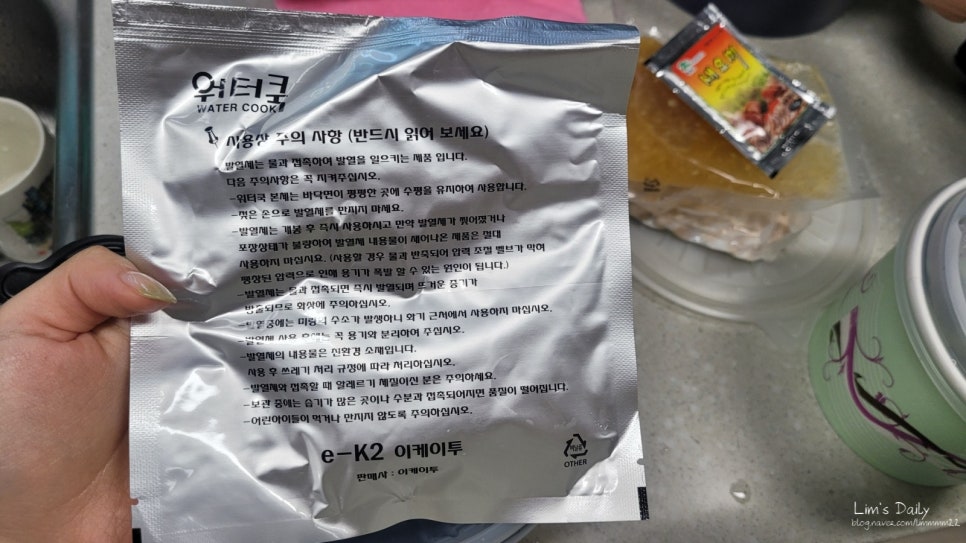 워터쿡
WATER COOK
사용상 주의 사항 (반드시 읽어 보세요)
발열체는 물과 접촉하여 발열을 일으키는 제품 입니다.
다음 주의사항은 꼭 지켜주십시오.
-워터쿡 본체는 바닥면이 평평한 곳에 수평을 유지하여 사용합니다.
-젖은 손으로 발열체를 만지지 마세요.
-발열체는 개봉 후 즉시 사용하시고 만약 발열체가 찢어졌거나
포장상태가 불량하여 발열체 내용물이 새어나온 제품은 절대
사용하지 마십시요. (사용할 경우 물과 반죽되어 압력 조절 벨브가 막혀
팽창된 압력으로 인해 용기가 폭발 할 수 있는 원인이 됩니다.)
-발열체는 물과 접촉되면 즉시 발열되며 뜨거운 증기가
방출되므로 화상에 주의하십시오.
-발열중에는 미량의 수소가 발생하니 화기 근처에서 사용하지 마십시오.
-발열체 사용 후에는 꼭 용기와 분리하여 주십시오.
-발열체의 내용물은 친환경 소재입니다.
사용 후 쓰레기 처리 규정에 따라 처리하십시오.
-발열체와 접촉할 때 알레르기 체질이신 분은 주의하세요.
-보관 중에는 습기가 많은 곳이나 수분과 접촉되어지면 품질이 떨어집니다.
-어린아이들이 먹거나 만지지 않도록 주의하십시오.
e-K2 이케이투
판매사 : 이케이투
OTHER
Lim's Daily
blog.naver.com/limmmm22